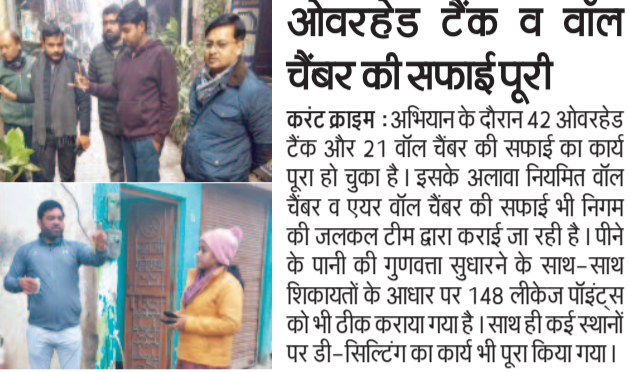 ओवरहेड टैंक व वॉल
चैंबर की सफाई पूरी
करंट क्राइम : अभियान के दौरान 42 ओवरहेड
टैंक और 21 वॉल चैंबर की सफाई का कार्य
पूरा हो चुका है । इसके अलावा नियमित वॉल
चैंबर व एयर वॉल चैंबर की सफाई भी निगम
की जलकल टीम द्वारा कराई जा रही है । पीने
के पानी की गुणवत्ता सुधारने के साथ-साथ
शिकायतों के आधार पर 148 लीकेज पॉइंट्स
को भी ठीक कराया गया है । साथ ही कई स्थानों
पर डी-सिल्टिंग का कार्य भी पूरा किया गया ।